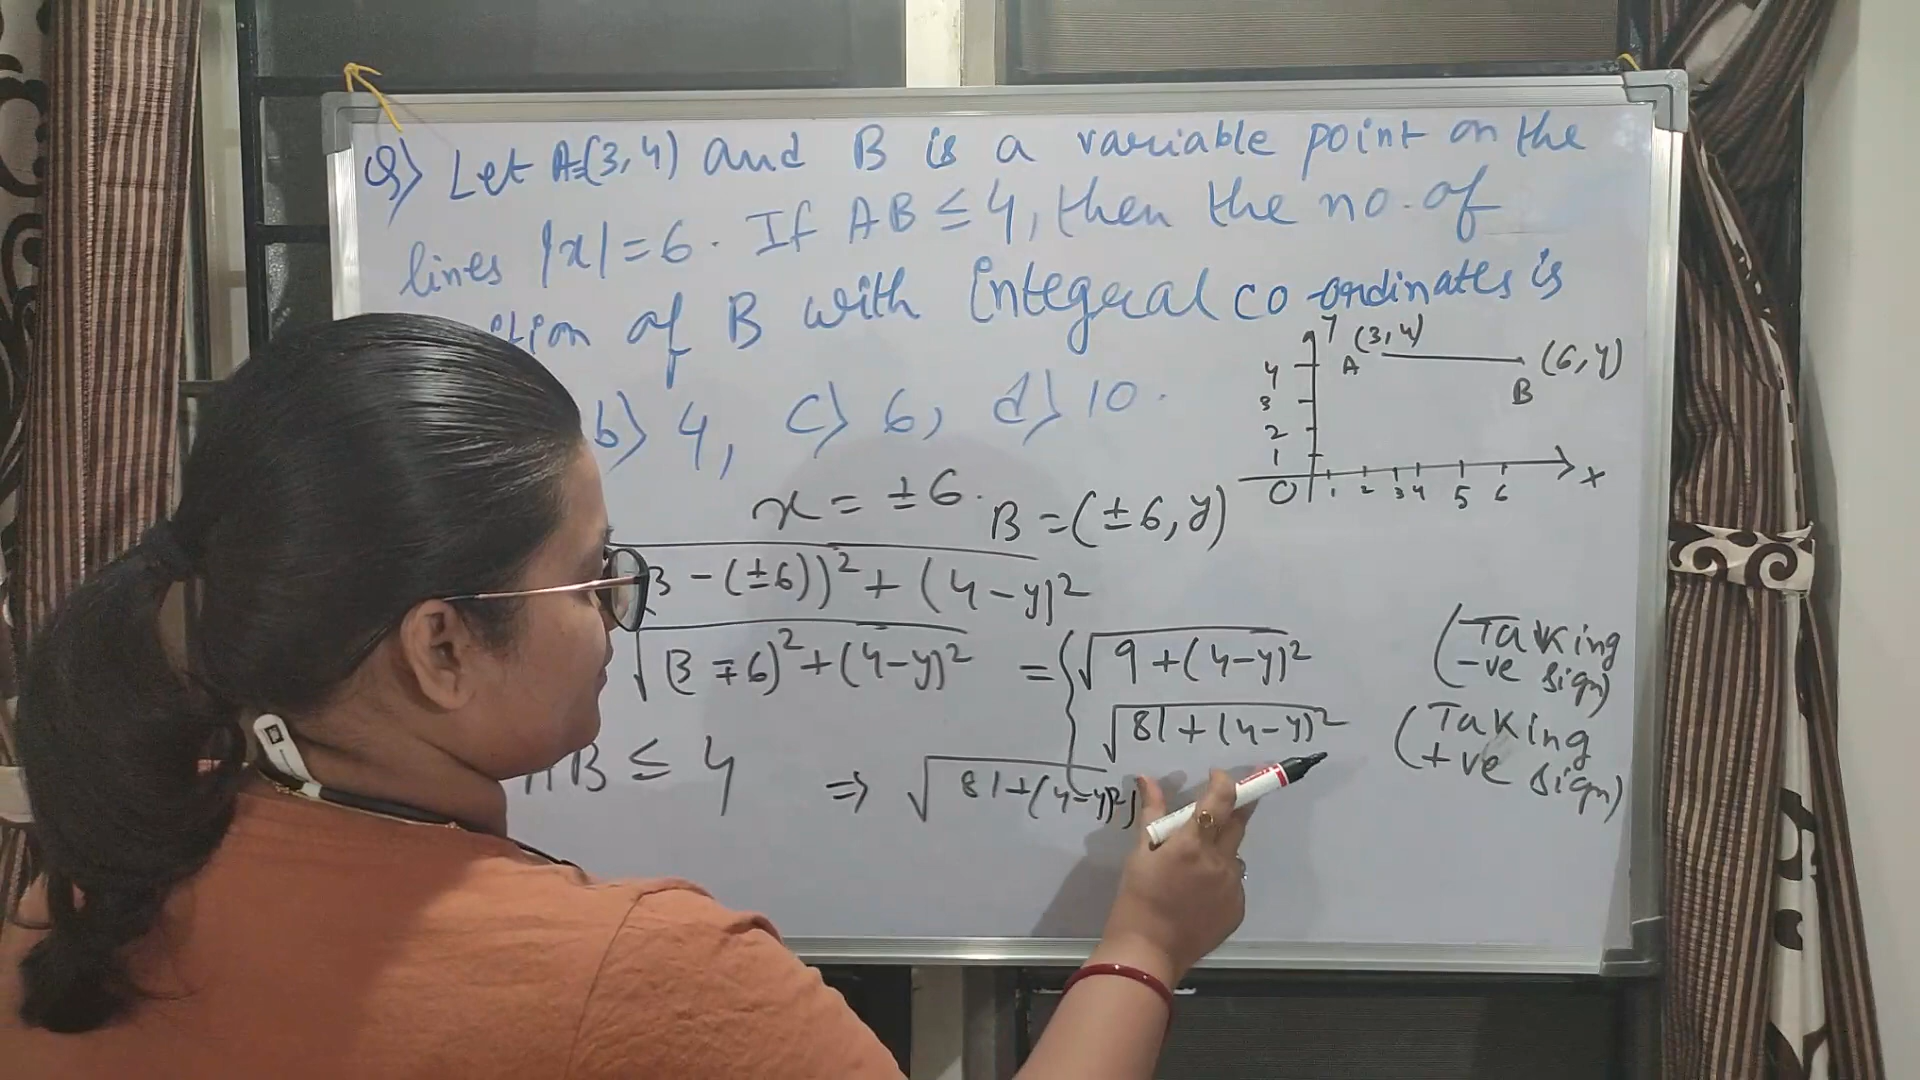 Q) Let A=(3,4) and B is a variable point on the
lines |x|=6. If AB ≤ 4, then the no. of
of B with integral co-ordinates is
b) 4, c) 6, d) 10.
Y
(3,4)
A
(6,y)
B
4
3
2
1
O 1 2 3 4 5 6 x
x = ±6. B = (±6, y)
3 - (±6))² + (4-y)²
√(3 ∓ 6)² + (4-y)² = { √9 + (4-y)² (Taking -ve sign)
√81 + (4-y)² (Taking +ve sign)
AB ≤ 4 ⇒ √81 + (4-y)²